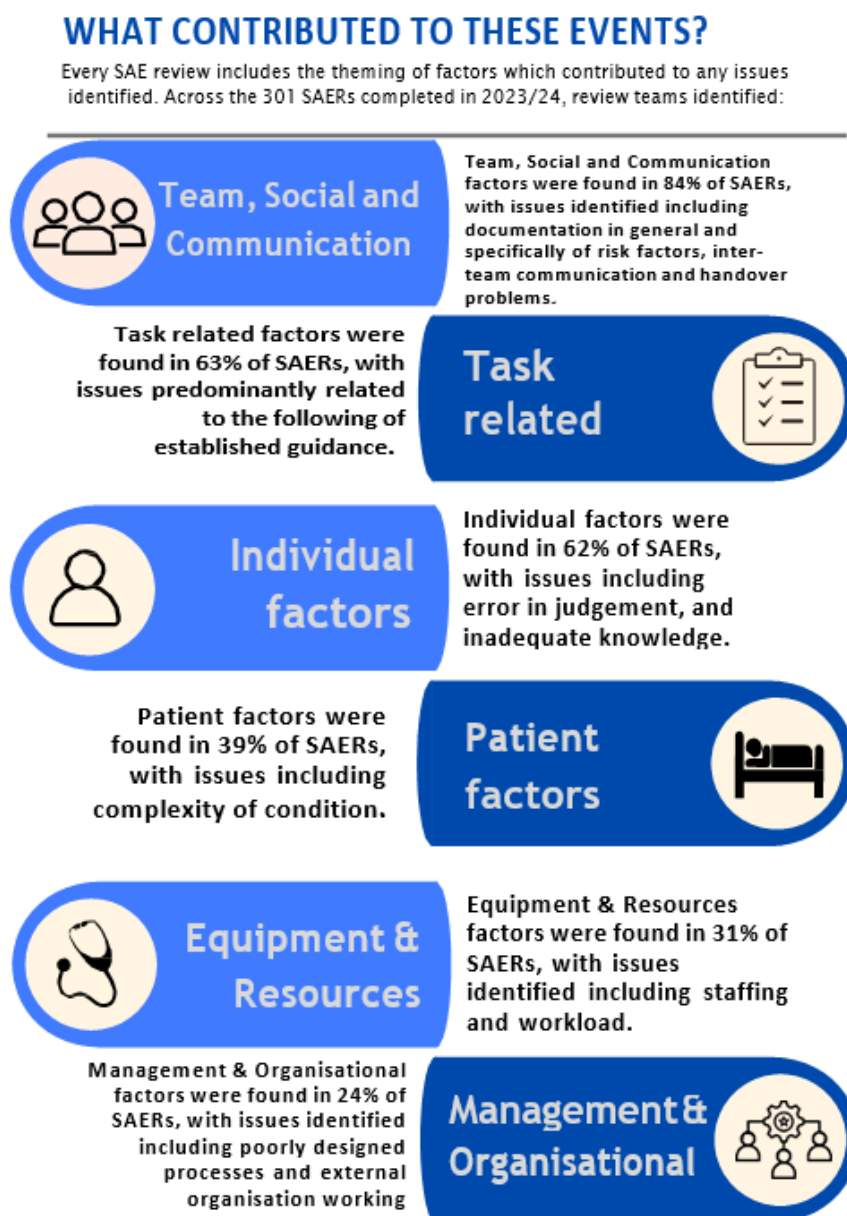 WHAT CONTRIBUTED TO THESE EVENTS?
Every SAE review includes the theming of factors which contributed to any issues
identified. Across the 301 SAERs completed in 2023/24, review teams identified:
Team, Social and
Communication
Team, Social and Communication
factors were found in 84% of SAERs,
with issues identified including
documentation in general and
specifically of risk factors, inter-
team communication and handover
problems.
Task related factors were
found in 63% of SAERs, with
issues predominantly related
to the following of
established guidance.
Task
related
Individual
factors
Individual factors were
found in 62% of SAERs,
with issues including
error in judgement, and
inadequate knowledge.
Patient factors were
found in 39% of SAERs,
with issues including
complexity of condition.
Patient
factors
Equipment &
Resources
Equipment & Resources
factors were found in 31% of
SAERs, with issues
identified including staffing
and workload.
Management & Organisational
factors were found in 24% of
SAERs, with issues identified
including poorly designed
processes and external
organisation working
Management &
Organisational